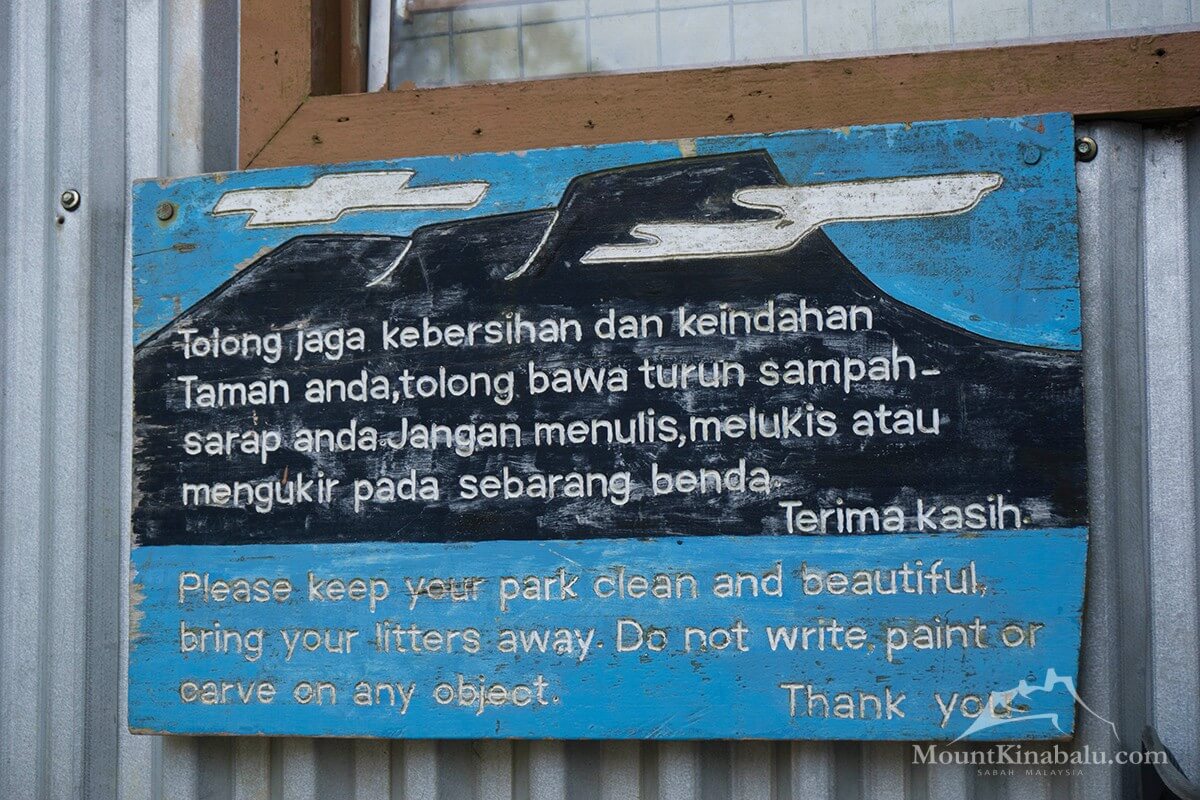 Tolong jaga kebersihan dan keindahan
Taman anda,tolong bawa turun sampah-
sarap anda.Jangan menulis,melukis atau
mengukir pada sebarang benda.
Terima kasih.
Please keep your park clean and beautiful,
bring your litters away. Do not write, paint or
carve on any object.
Thank you
MountKinabalu.com
SABAH MALAYSIA